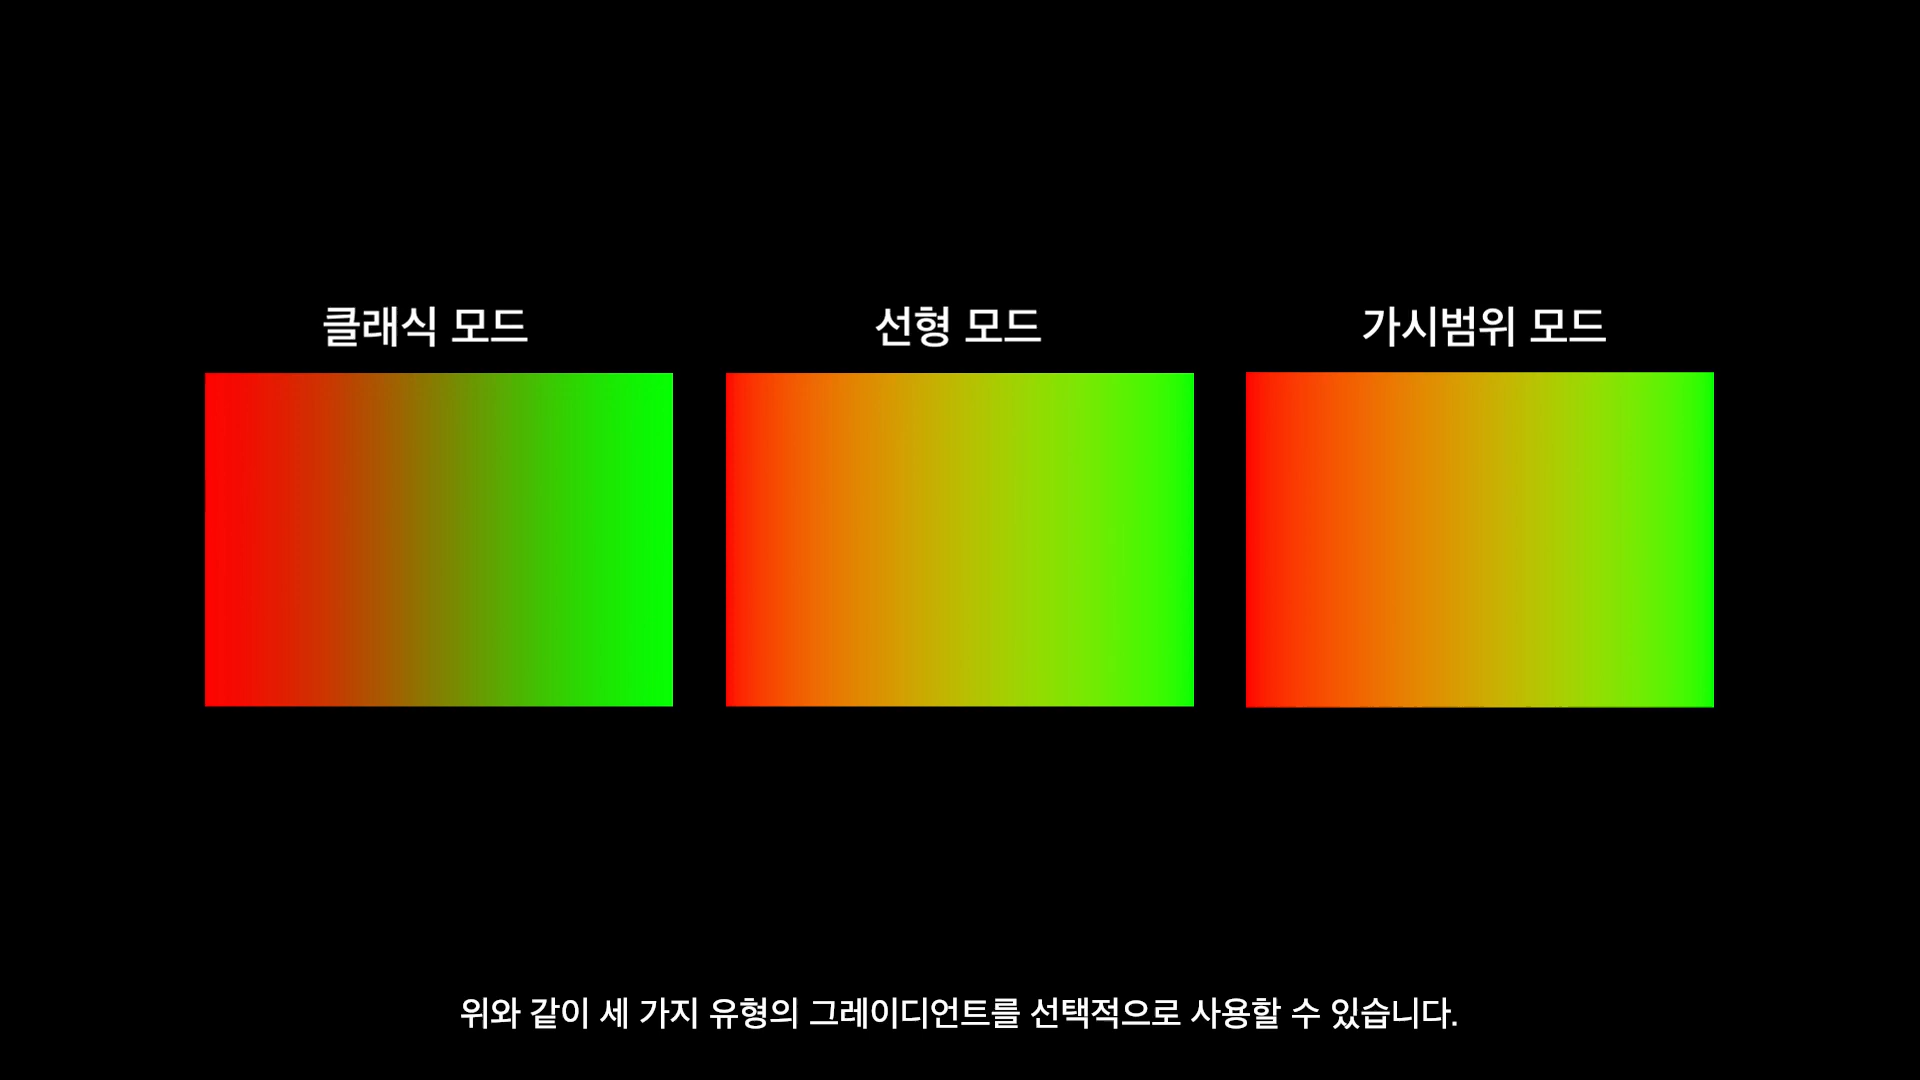 클래식 모드
선형 모드
가시범위 모드
위와 같이 세 가지 유형의 그레이디언트를 선택적으로 사용할 수 있습니다.